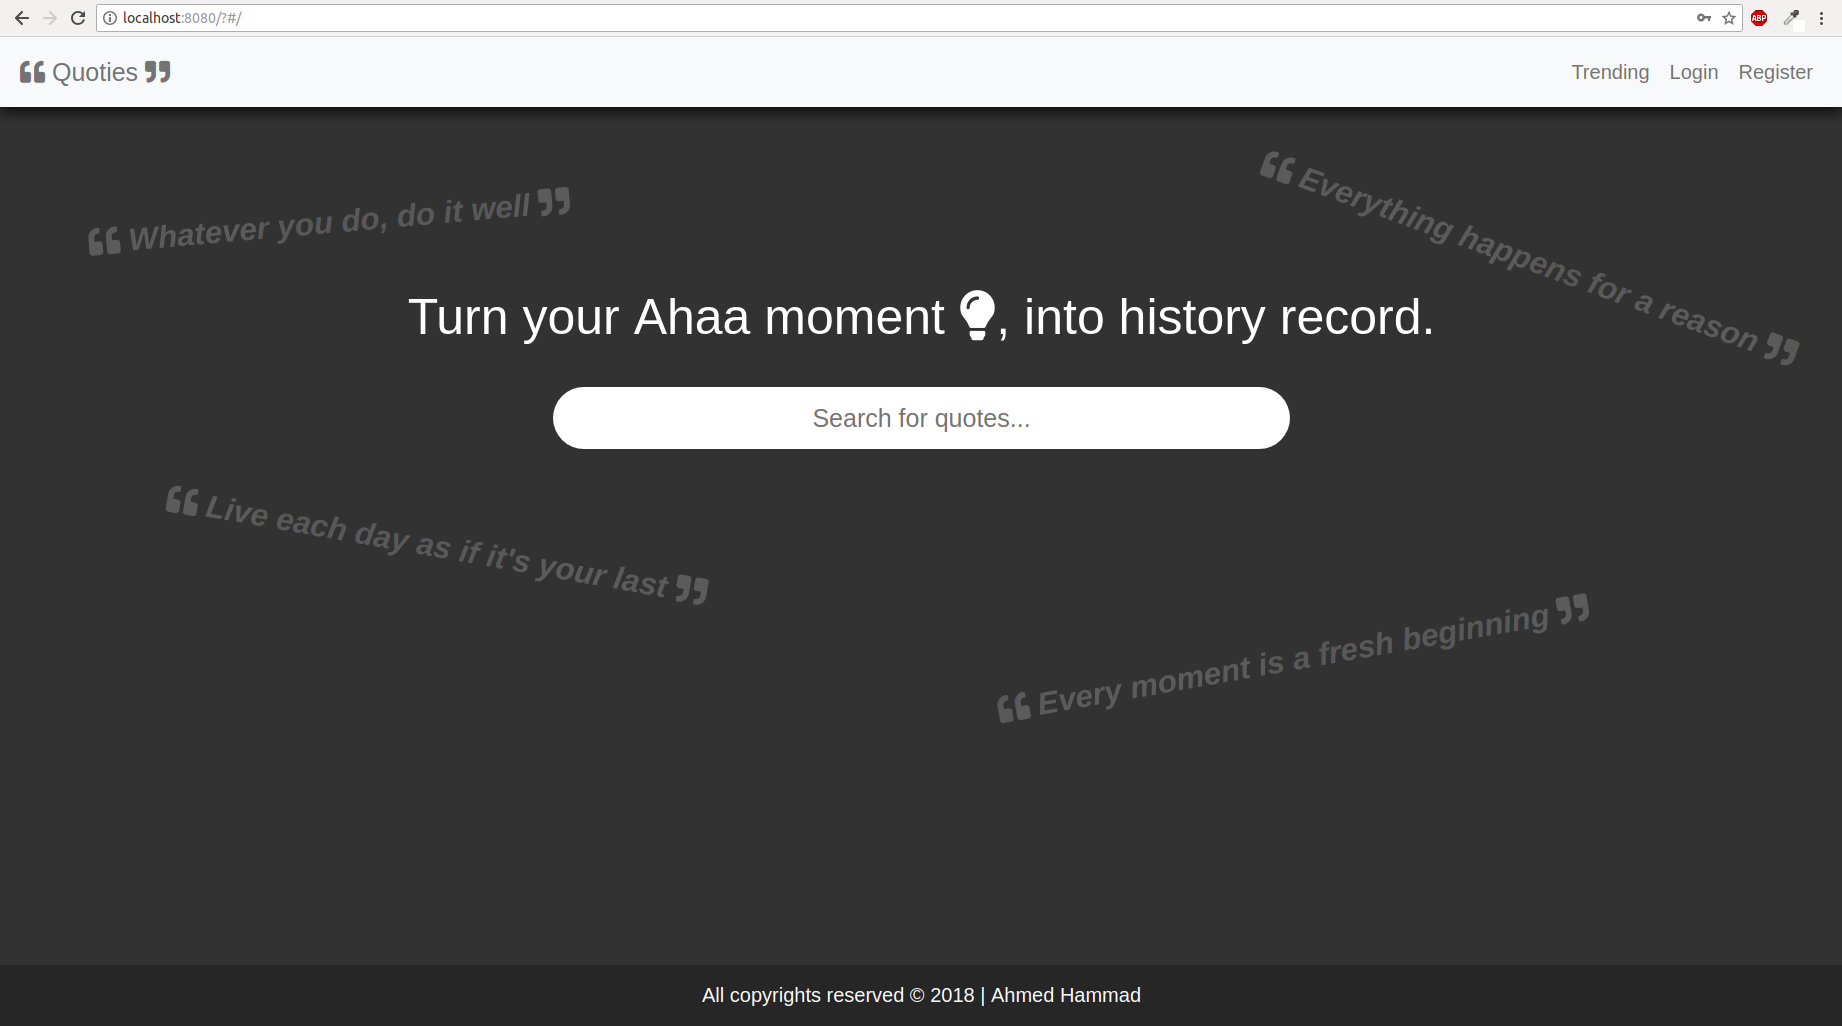 localhost:8080/?#/
Quoties
Trending Login Register
Whatever you do, do it well
Everything happens for a reason
Turn your Ahaa moment , into history record.
Search for quotes...
Live each day as if it's your last
Every moment is a fresh beginning
All copyrights reserved © 2018 | Ahmed Hammad
ABP